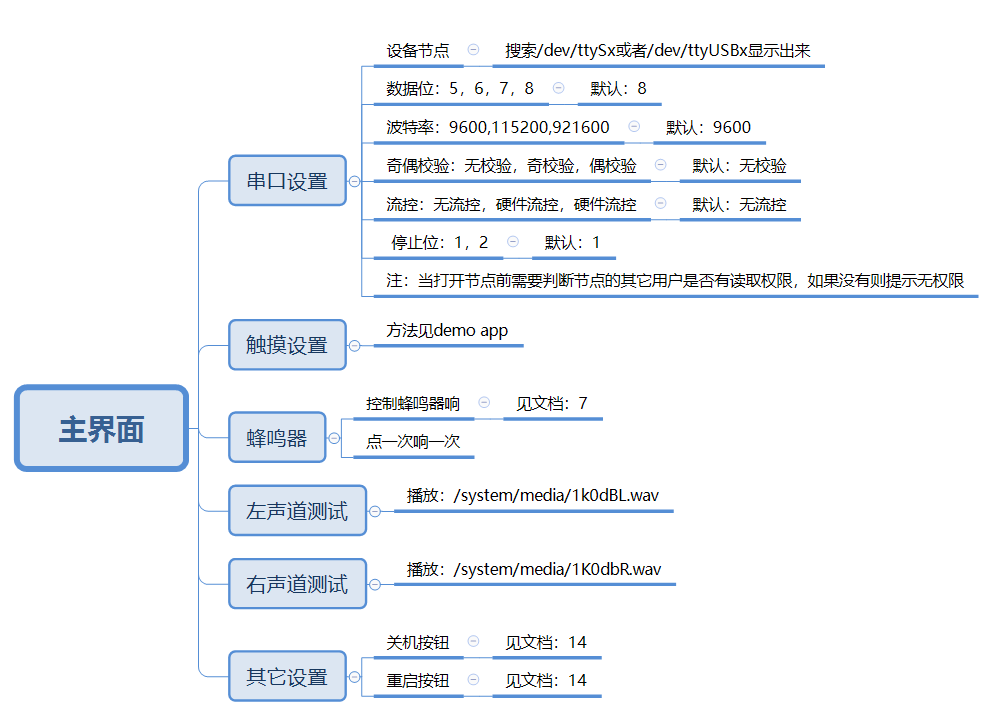 主界面
串口设置
设备节点
搜索/dev/ttySx或者/dev/ttyUSBx显示出来
数据位：5，6，7，8
默认：8
波特率：9600,115200,921600
默认：9600
奇偶校验：无校验，奇校验，偶校验
默认：无校验
流控：无流控，硬件流控，硬件流控
默认：无流控
停止位：1，2
默认：1
注：当打开节点前需要判断节点的其它用户是否有读取权限，如果没有则提示无权限
触摸设置
方法见demo app
蜂鸣器
控制蜂鸣器响
见文档：7
点一次响一次
左声道测试
播放：/system/media/1k0dBL.wav
右声道测试
播放：/system/media/1K0dbR.wav
其它设置
关机按钮
见文档：14
重启按钮
见文档：14